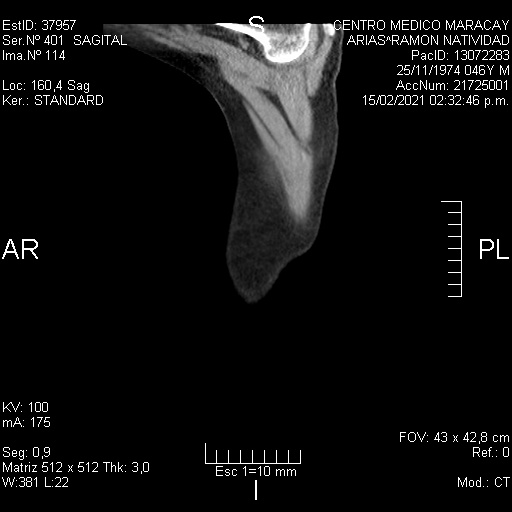 EstID: 37957
Ser.Nº 401 SAGITAL
Ima.Nº 114
Loc: 160,4 Sag
Ker.: STANDARD
S
CENTRO MEDICO MARACAY
ARIAS^RAMON NATIVIDAD
PacID: 13072283
25/11/1974 046Y M
AccNum: 21725001
15/02/2021 02:32:46 p.m.
AR
PL
KV: 100
mA: 175
Seg: 0,9
Matriz 512 x 512 Thk: 3,0
W:381 L:22
Esc 1=10 mm
I
FOV: 43 x 42,8 cm
Ref.: 0
Mod.: CT